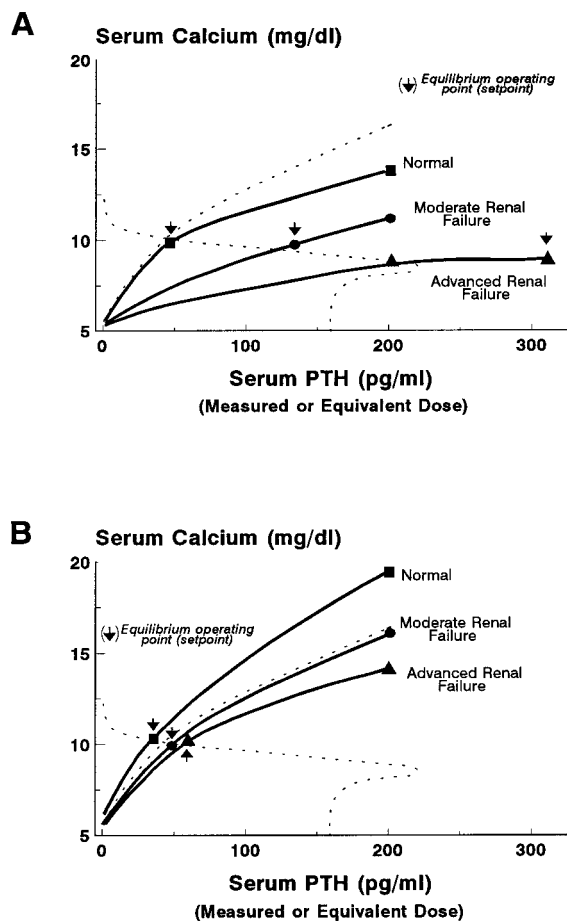 A
Serum Calcium (mg/dl)
20
15
10
5
(↓) Equilibrium operating
point (setpoint)
Normal
Moderate Renal
Failure
Advanced Renal
Failure
0
100
200
300
Serum PTH (pg/ml)
(Measured or Equivalent Dose)
B
Serum Calcium (mg/dl)
20
15
10
5
(↓) Equilibrium operating
point (setpoint)
Normal
Moderate Renal
Failure
Advanced Renal
Failure
0
100
200
300
Serum PTH (pg/ml)
(Measured or Equivalent Dose)